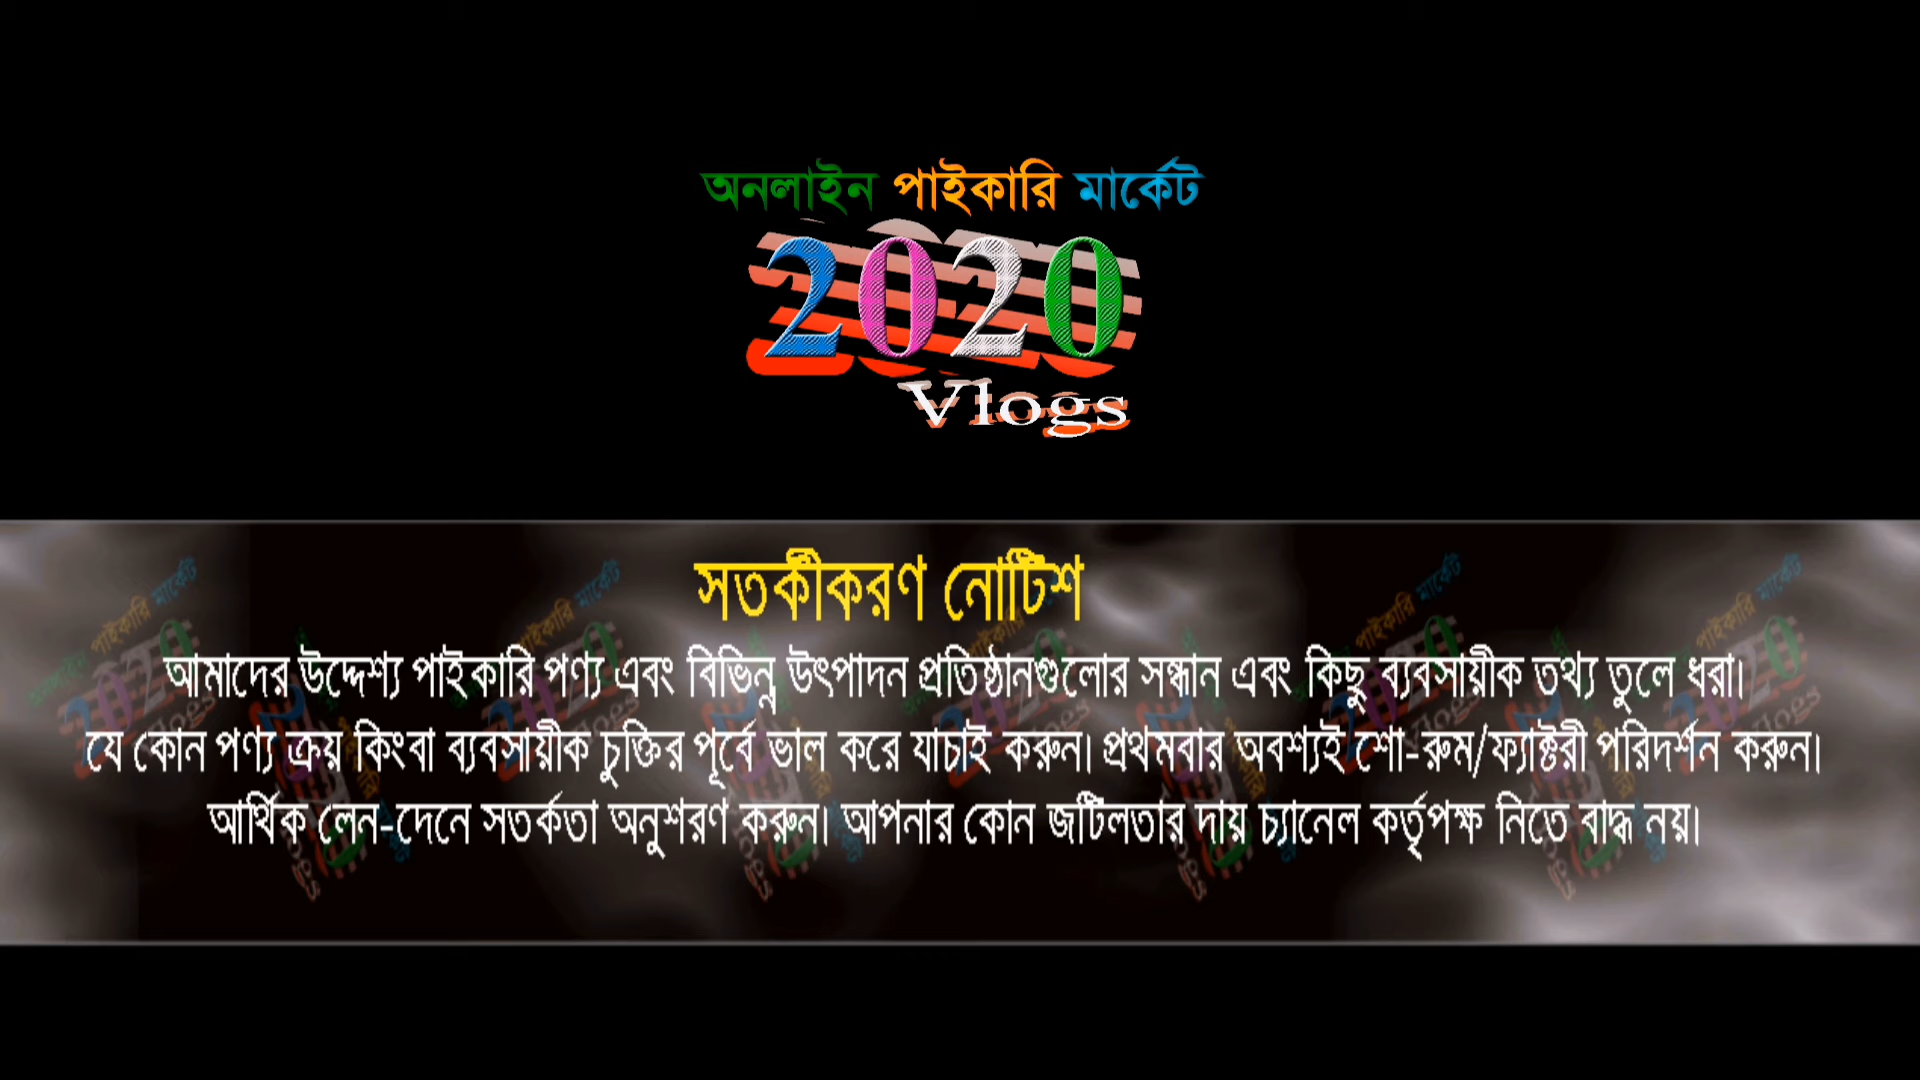 অনলাইন পাইকারি মার্কেট
2020
Vlogs
সতর্কীকরণ নোটিশ
আমাদের উদ্দেশ্য পাইকারি পণ্য এবং বিভিন্ন উৎপাদন প্রতিষ্ঠানগুলোর সন্ধান এবং কিছু ব্যবসায়ীক তথ্য তুলে ধরা।
যে কোন পণ্য ক্রয় কিংবা ব্যবসায়ীক চুক্তির পূর্বে ভাল করে যাচাই করুন। প্রথমবার অবশ্যই শো-রুম/ফ্যাক্টরী পরিদর্শন করুন।
আর্থিক লেন-দেনে সতর্কতা অনুশরণ করুন। আপনার কোন জটিলতার দায় চ্যানেল কর্তৃপক্ষ নিতে বাদ্ধ নয়।